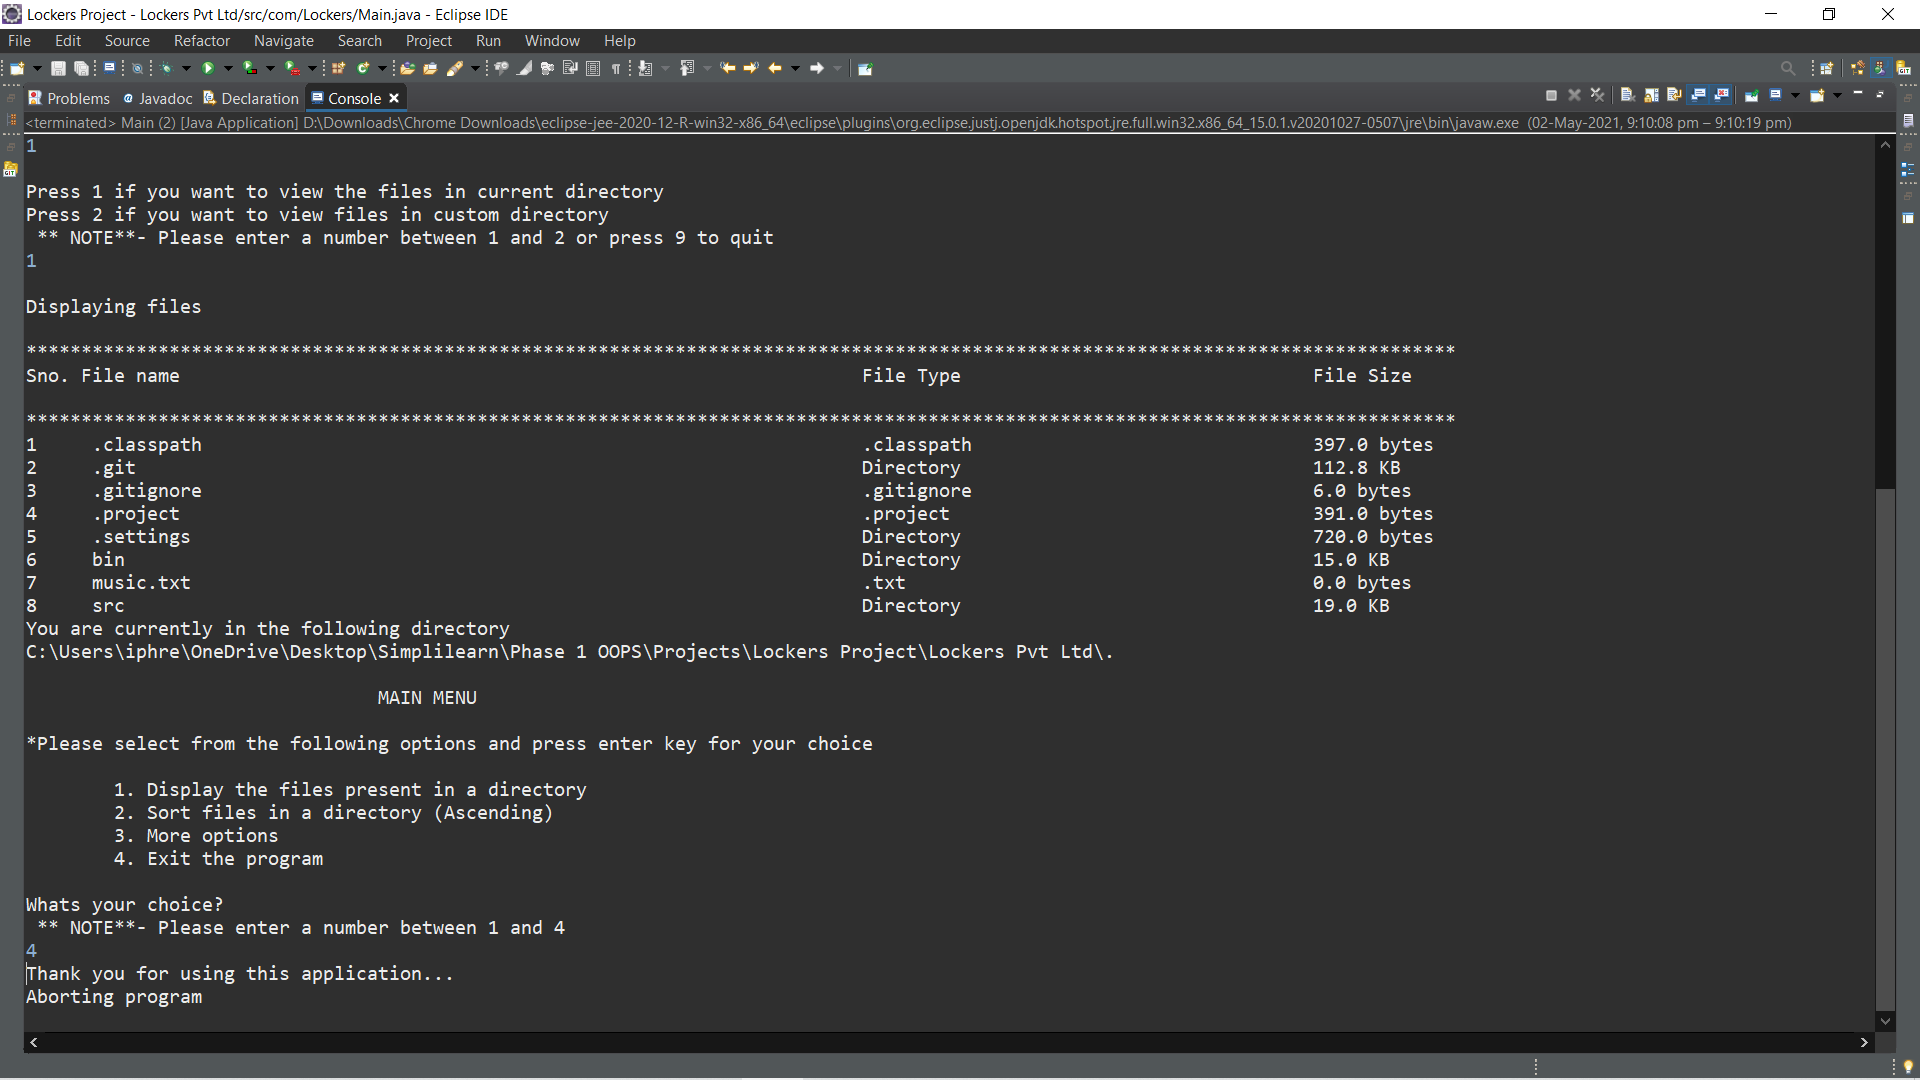 Lockers Project - Lockers Pvt Ltd/src/com/Lockers/Main.java - Eclipse IDE
File Edit Source Refactor Navigate Search Project Run Window Help
Problems Javadoc Declaration Console
<terminated> Main (2) [Java Application] D:\Downloads\Chrome Downloads\eclipse-jee-2020-12-R-win32-x86_64\eclipse\plugins\org.eclipse.justj.openjdk.hotspot.jre.full.win32.x86_64_15.0.1.v20201027-0507\jre\bin\javaw.exe (02-May-2021, 9:10:08 pm – 9:10:19 pm)
1
Press 1 if you want to view the files in current directory
Press 2 if you want to view files in custom directory
** NOTE**- Please enter a number between 1 and 2 or press 9 to quit
1
Displaying files
**********************************************************************************************************************************
Sno. File name File Type File Size
**********************************************************************************************************************************
1 .classpath .classpath 397.0 bytes
2 .git Directory 112.8 KB
3 .gitignore .gitignore 6.0 bytes
4 .project .project 391.0 bytes
5 .settings Directory 720.0 bytes
6 bin Directory 15.0 KB
7 music.txt .txt 0.0 bytes
8 src Directory 19.0 KB
You are currently in the following directory
C:\Users\iphre\OneDrive\Desktop\Simplilearn\Phase 1 OOPS\Projects\Lockers Project\Lockers Pvt Ltd\.
MAIN MENU
*Please select from the following options and press enter key for your choice
1. Display the files present in a directory
2. Sort files in a directory (Ascending)
3. More options
4. Exit the program
Whats your choice?
** NOTE**- Please enter a number between 1 and 4
4
Thank you for using this application...
Aborting program